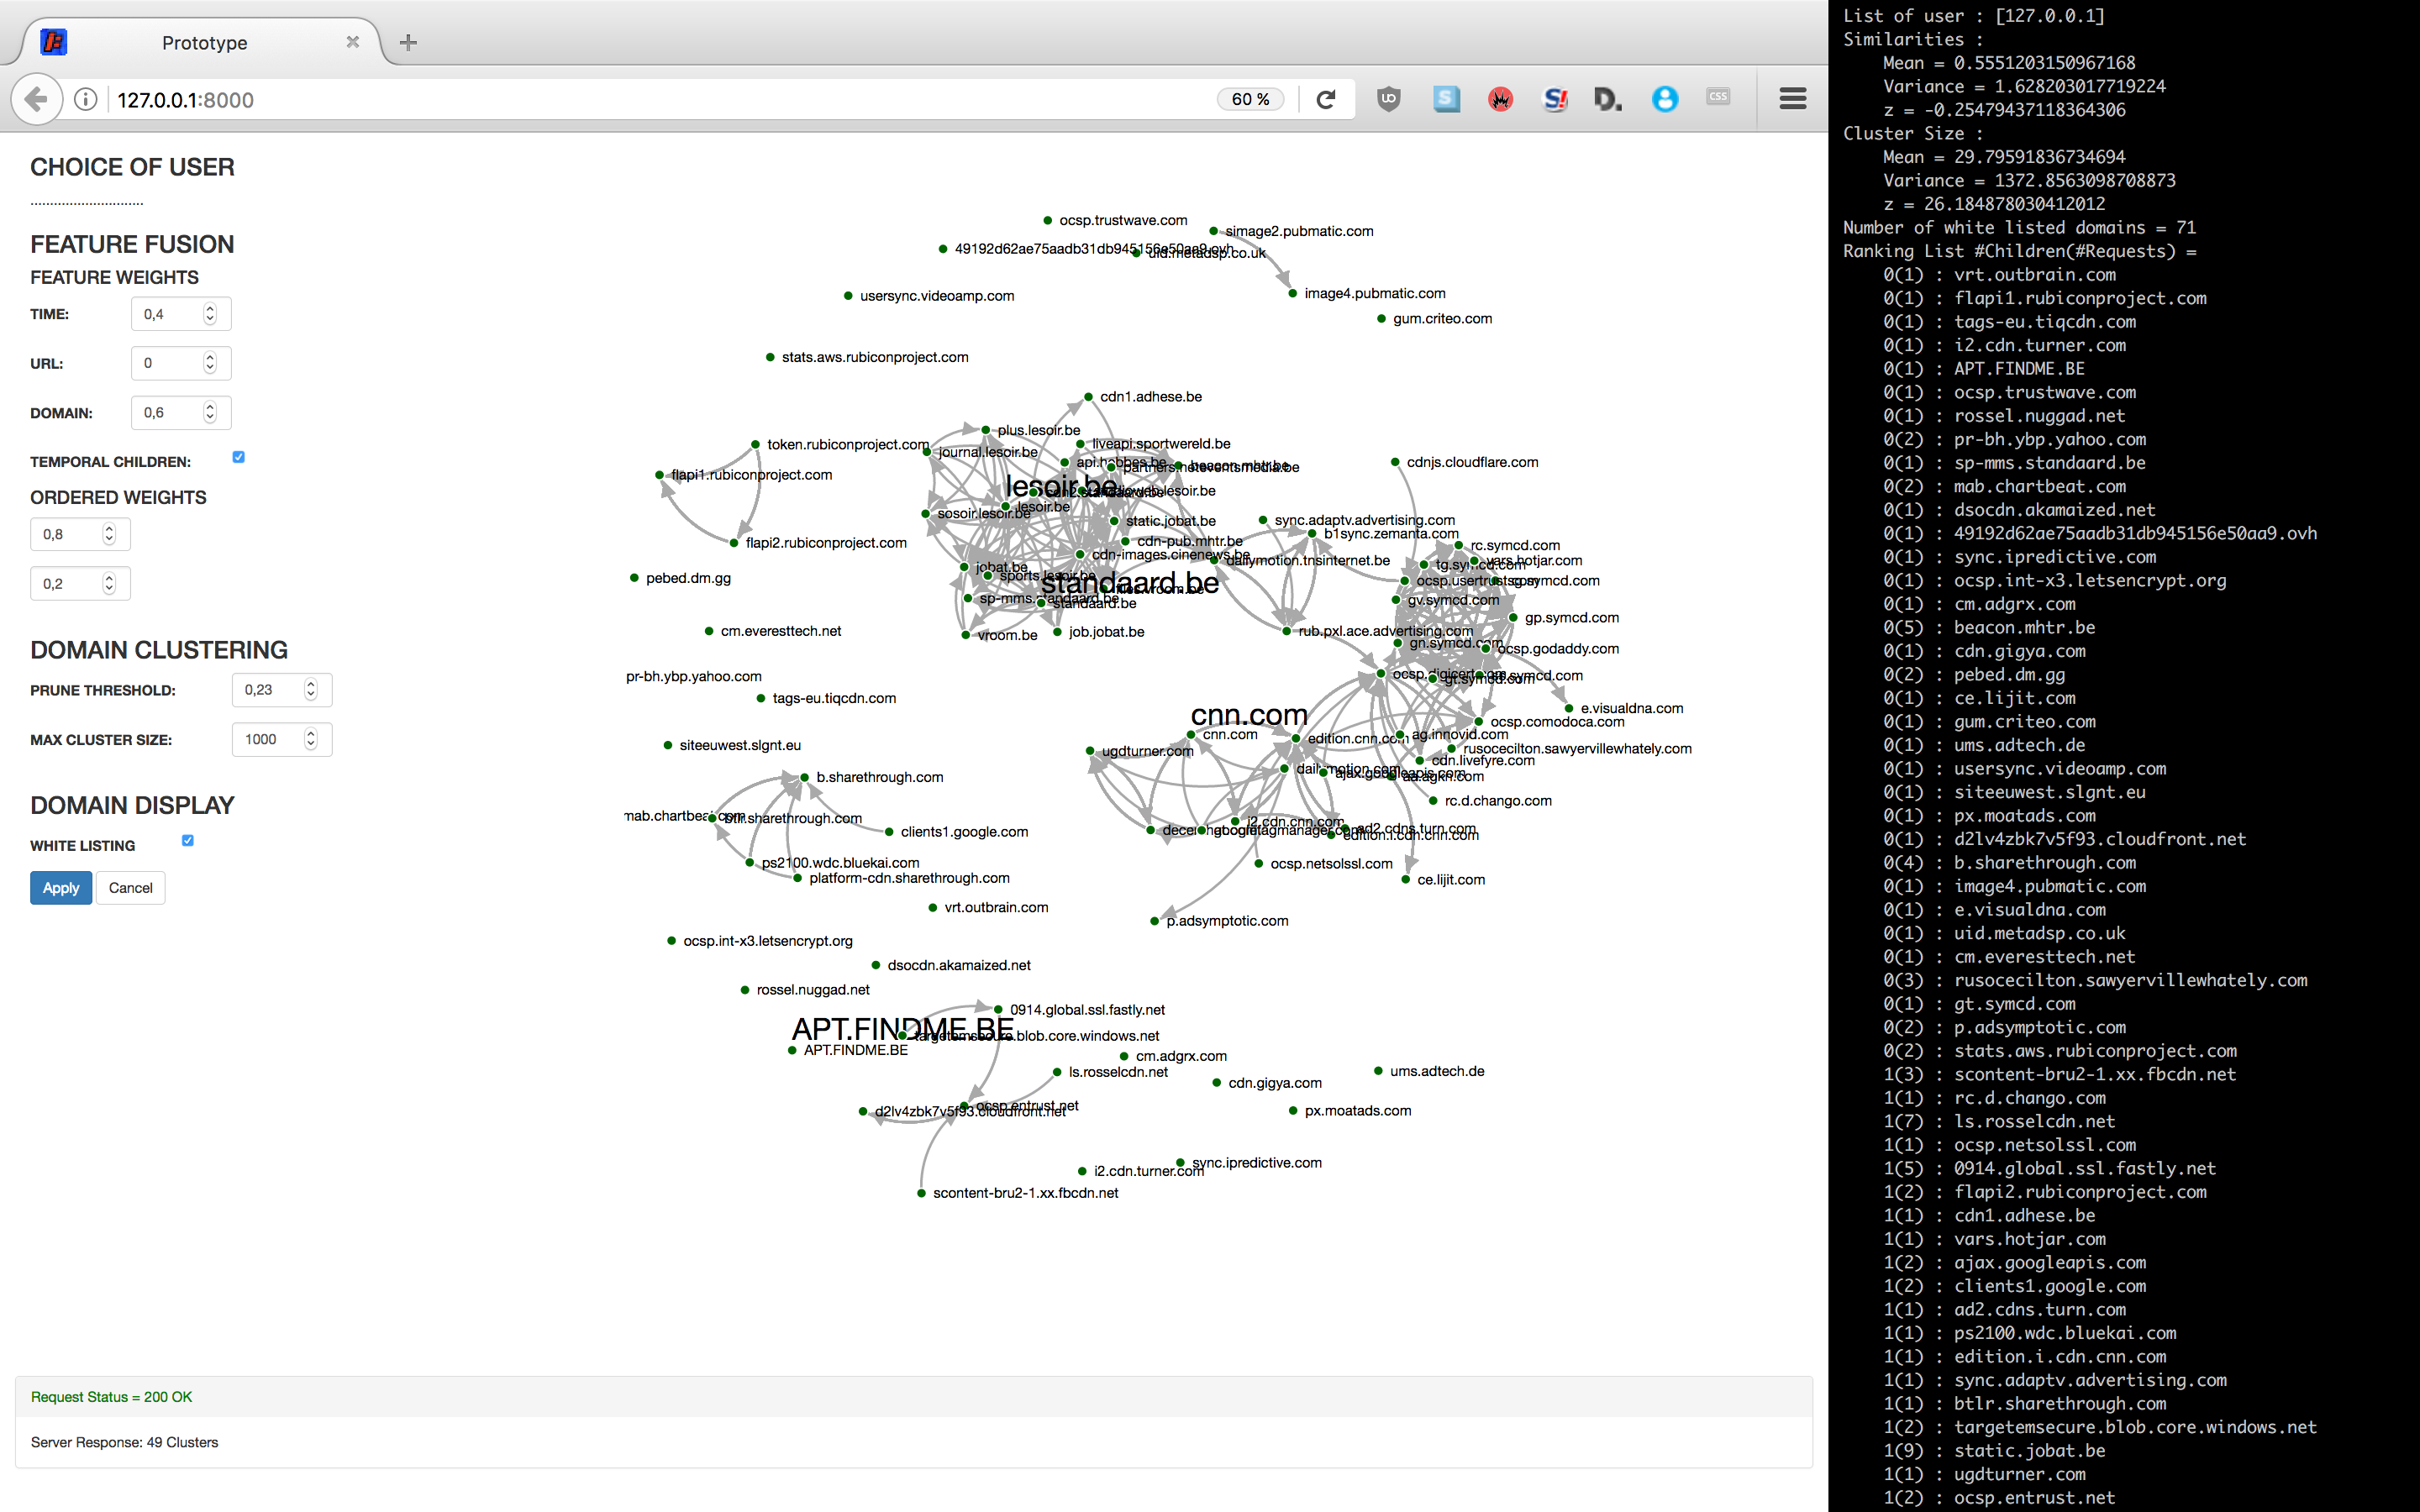 Prototype
127.0.0.1:8000
60 %
CHOICE OF USER
FEATURE FUSION
FEATURE WEIGHTS
TIME: 0,4
URL: 0
DOMAIN: 0,6
TEMPORAL CHILDREN:
ORDERED WEIGHTS
0,8
0,2
DOMAIN CLUSTERING
PRUNE THRESHOLD: 0,23
MAX CLUSTER SIZE: 1000
DOMAIN DISPLAY
WHITE LISTING
Apply Cancel
ocsp.trustwave.com
simage2.pubmatic.com
49192d62ae75aadb31db945156e50aa9.ovh
uid.metadsp.co.uk
usersync.videoamp.com
image4.pubmatic.com
gum.criteo.com
stats.aws.rubiconproject.com
cdn1.adhese.be
plus.lesoir.be
token.rubiconproject.com
liveapi.sportwereld.be
journal.lesoir.be
cdnjs.cloudflare.com
beacon.mhtr.be
flapi1.rubiconproject.com
lesoir.be
lesoir.be
sosoir.lesoir.be
static.jobat.be
sync.adaptv.advertising.com
b1sync.zemanta.com
flapi2.rubiconproject.com
cdn-pub.mhtr.be
rc.symcd.com
cdn-images.cinenews.be
dailymotion.tnsinternet.be
vars.hotjar.com
tg.symcd.com
jobat.be
sports.lesoir.be
pebed.dm.gg
standaard.be
sp-mms.standaard.be
standaard.be
gv.symcd.com
gp.symcd.com
cm.everesttech.net
vroom.be
job.jobat.be
rub.pxl.ace.advertising.com
gn.symcd.com
ocsp.godaddy.com
pr-bh.ybp.yahoo.com
gt.symcd.com
tags-eu.tiqcdn.com
e.visualdna.com
cnn.com
cnn.com
ocsp.comodoca.com
edition.cnn.com
ag.innovid.com
siteeuwest.slgnt.eu
ugdturner.com
rusocecilton.sawyervillewhately.com
cdn.livefyre.com
dailymotion.com
ajax.googleapis.com
aa.agkn.com
b.sharethrough.com
rc.d.chango.com
mab.chartbeat.com
btlr.sharethrough.com
clients1.google.com
i2.cdn.cnn.com
ad2.cdns.turn.com
edition.i.cdn.cnn.com
ps2100.wdc.bluekai.com
ocsp.netsolssl.com
platform-cdn.sharethrough.com
ce.lijit.com
vrt.outbrain.com
p.adsymptotic.com
ocsp.int-x3.letsencrypt.org
dsocdn.akamaized.net
rossel.nuggad.net
0914.global.ssl.fastly.net
APT.FINDME.BE
targetemsecure.blob.core.windows.net
APT.FINDME.BE
cm.adgrx.com
ls.rosselcdn.net
ums.adtech.de
cdn.gigya.com
ocsp.entrust.net
d2lv4zbk7v5f93.cloudfront.net
px.moatads.com
sync.ipredictive.com
i2.cdn.turner.com
scontent-bru2-1.xx.fbcdn.net
Request Status = 200 OK
Server Response: 49 Clusters
List of user : [127.0.0.1]
Similarities :
Mean = 0.5551203150967168
Variance = 1.628203017719224
z = -0.25479437118364306
Cluster Size :
Mean = 29.79591836734694
Variance = 1372.8563098708873
z = 26.184878030412012
Number of white listed domains = 71
Ranking List #Children(#Requests) =
0(1) : vrt.outbrain.com
0(1) : flapi1.rubiconproject.com
0(1) : tags-eu.tiqcdn.com
0(1) : i2.cdn.turner.com
0(1) : APT.FINDME.BE
0(1) : ocsp.trustwave.com
0(1) : rossel.nuggad.net
0(2) : pr-bh.ybp.yahoo.com
0(1) : sp-mms.standaard.be
0(2) : mab.chartbeat.com
0(1) : dsocdn.akamaized.net
0(1) : 49192d62ae75aadb31db945156e50aa9.ovh
0(1) : sync.ipredictive.com
0(1) : ocsp.int-x3.letsencrypt.org
0(1) : cm.adgrx.com
0(5) : beacon.mhtr.be
0(1) : cdn.gigya.com
0(2) : pebed.dm.gg
0(1) : ce.lijit.com
0(1) : gum.criteo.com
0(1) : ums.adtech.de
0(1) : usersync.videoamp.com
0(1) : siteeuwest.slgnt.eu
0(1) : px.moatads.com
0(1) : d2lv4zbk7v5f93.cloudfront.net
0(4) : b.sharethrough.com
0(1) : image4.pubmatic.com
0(1) : e.visualdna.com
0(1) : uid.metadsp.co.uk
0(1) : cm.everesttech.net
0(3) : rusocecilton.sawyervillewhately.com
0(1) : gt.symcd.com
0(2) : p.adsymptotic.com
0(2) : stats.aws.rubiconproject.com
1(3) : scontent-bru2-1.xx.fbcdn.net
1(1) : rc.d.chango.com
1(7) : ls.rosselcdn.net
1(1) : ocsp.netsolssl.com
1(5) : 0914.global.ssl.fastly.net
1(2) : flapi2.rubiconproject.com
1(1) : cdn1.adhese.be
1(1) : vars.hotjar.com
1(2) : ajax.googleapis.com
1(2) : clients1.google.com
1(1) : ad2.cdns.turn.com
1(1) : ps2100.wdc.bluekai.com
1(1) : edition.i.cdn.cnn.com
1(1) : sync.adaptv.advertising.com
1(1) : btlr.sharethrough.com
1(2) : targetemsecure.blob.core.windows.net
1(9) : static.jobat.be
1(1) : ugdturner.com
1(2) : ocsp.entrust.net